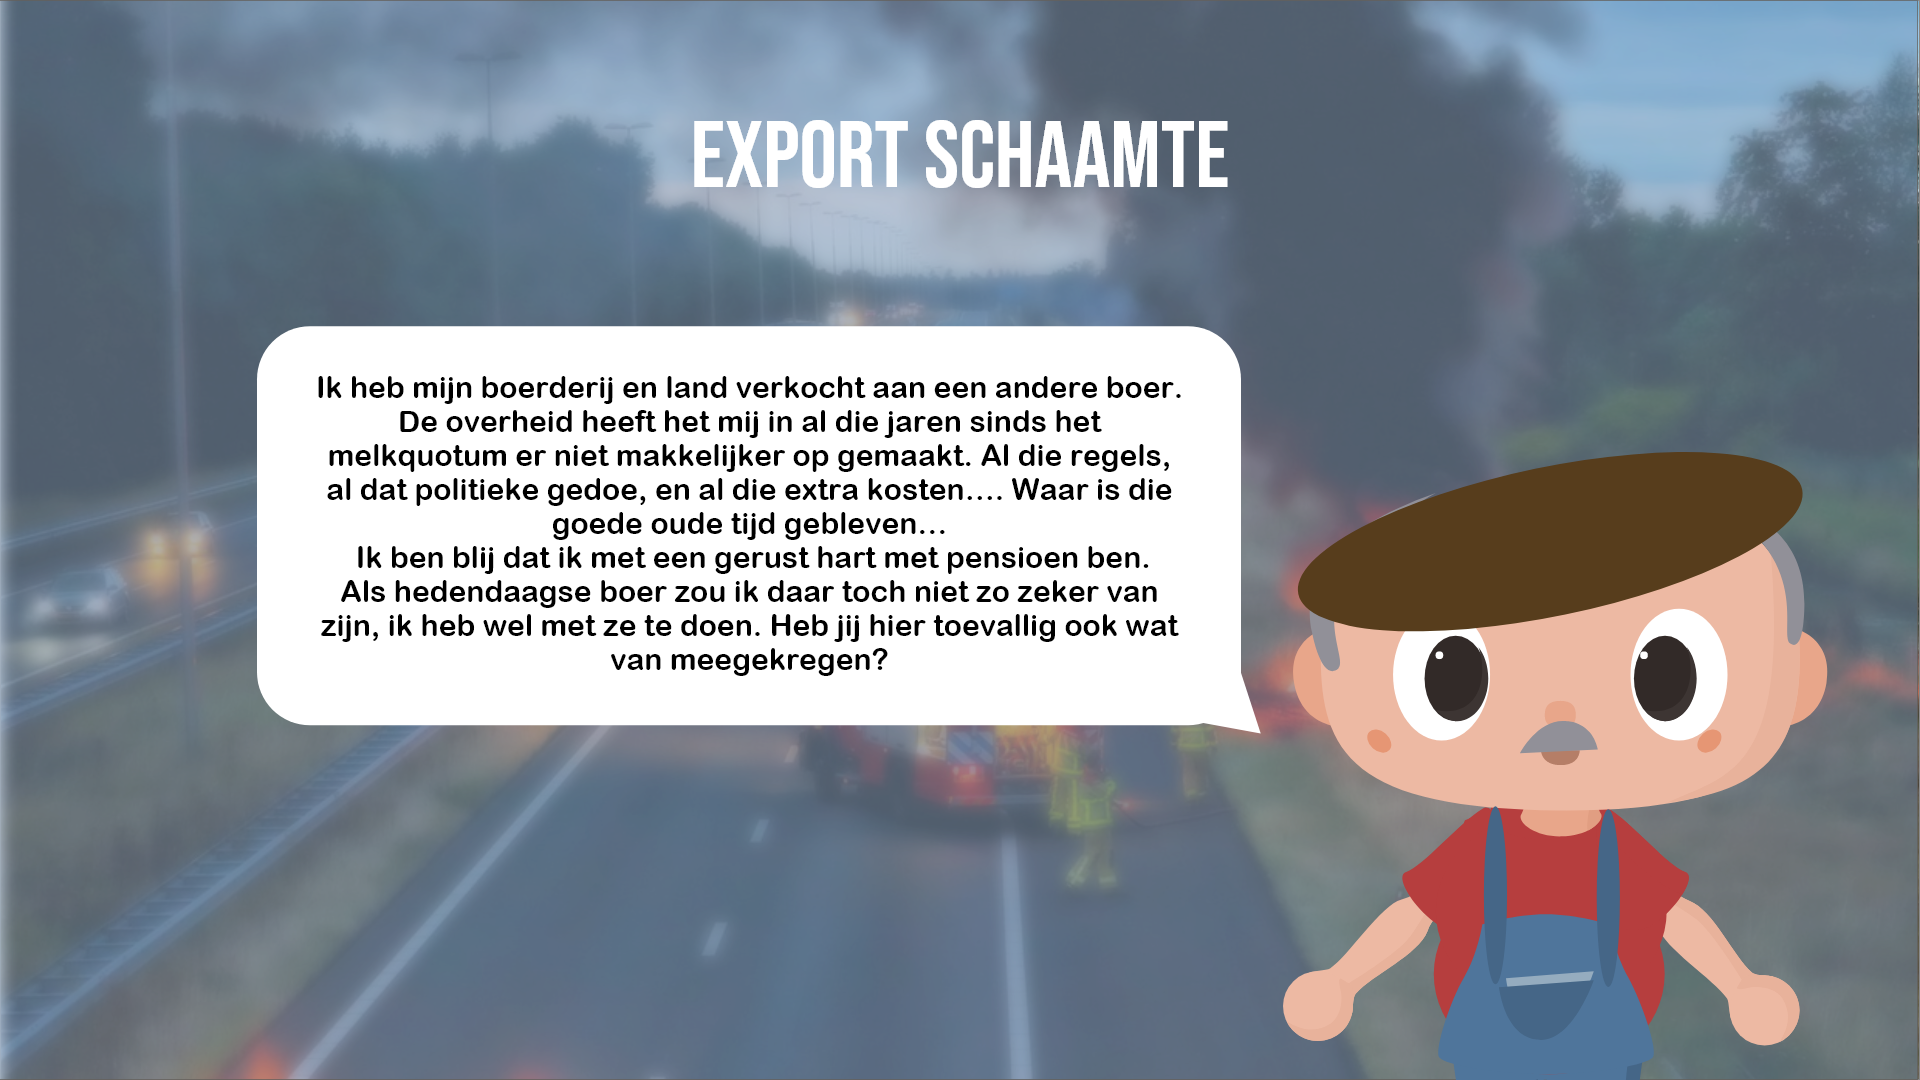 EXPORT SCHAAMTE
Ik heb mijn boerderij en land verkocht aan een andere boer.
De overheid heeft het mij in al die jaren sinds het
melkquotum er niet makkelijker op gemaakt. Al die regels,
al dat politieke gedoe, en al die extra kosten.... Waar is die
goede oude tijd gebleven...
Ik ben blij dat ik met een gerust hart met pensioen ben.
Als hedendaagse boer zou ik daar toch niet zo zeker van
zijn, ik heb wel met ze te doen. Heb jij hier toevallig ook wat
van meegekregen?